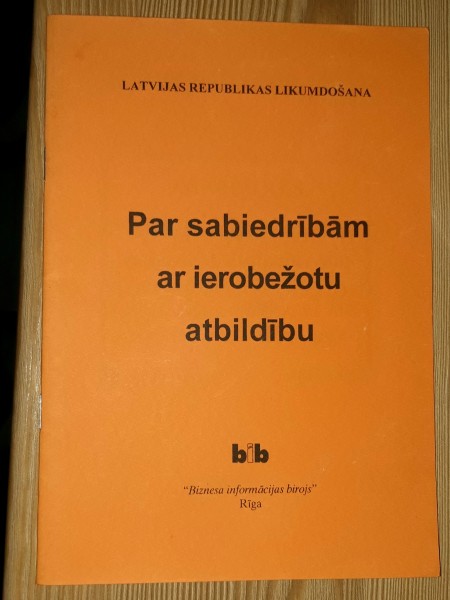 LATVIJAS REPUBLIKAS LIKUMDOŠANA
Par sabiedrībām
ar ierobežotu
atbildību
bib
“Biznesa informācijas birojs”
Rīga